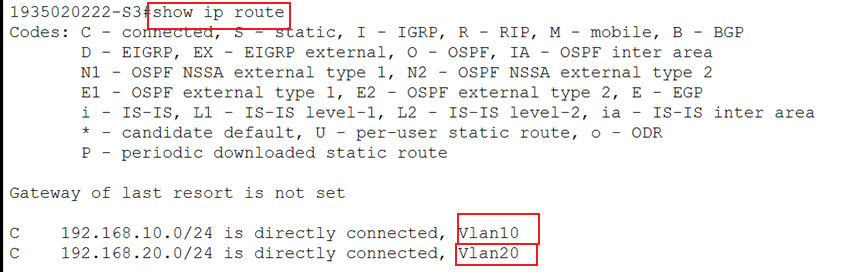 1935020222-S3#show ip route
Codes: C - connected, S - static, I - IGRP, R - RIP, M - mobile, B - BGP
D - EIGRP, EX - EIGRP external, O - OSPF, IA - OSPF inter area
N1 - OSPF NSSA external type 1, N2 - OSPF NSSA external type 2
E1 - OSPF external type 1, E2 - OSPF external type 2, E - EGP
i - IS-IS, L1 - IS-IS level-1, L2 - IS-IS level-2, ia - IS-IS inter area
* - candidate default, U - per-user static route, o - ODR
P - periodic downloaded static route
Gateway of last resort is not set
C 192.168.10.0/24 is directly connected, Vlan10
C 192.168.20.0/24 is directly connected, Vlan20